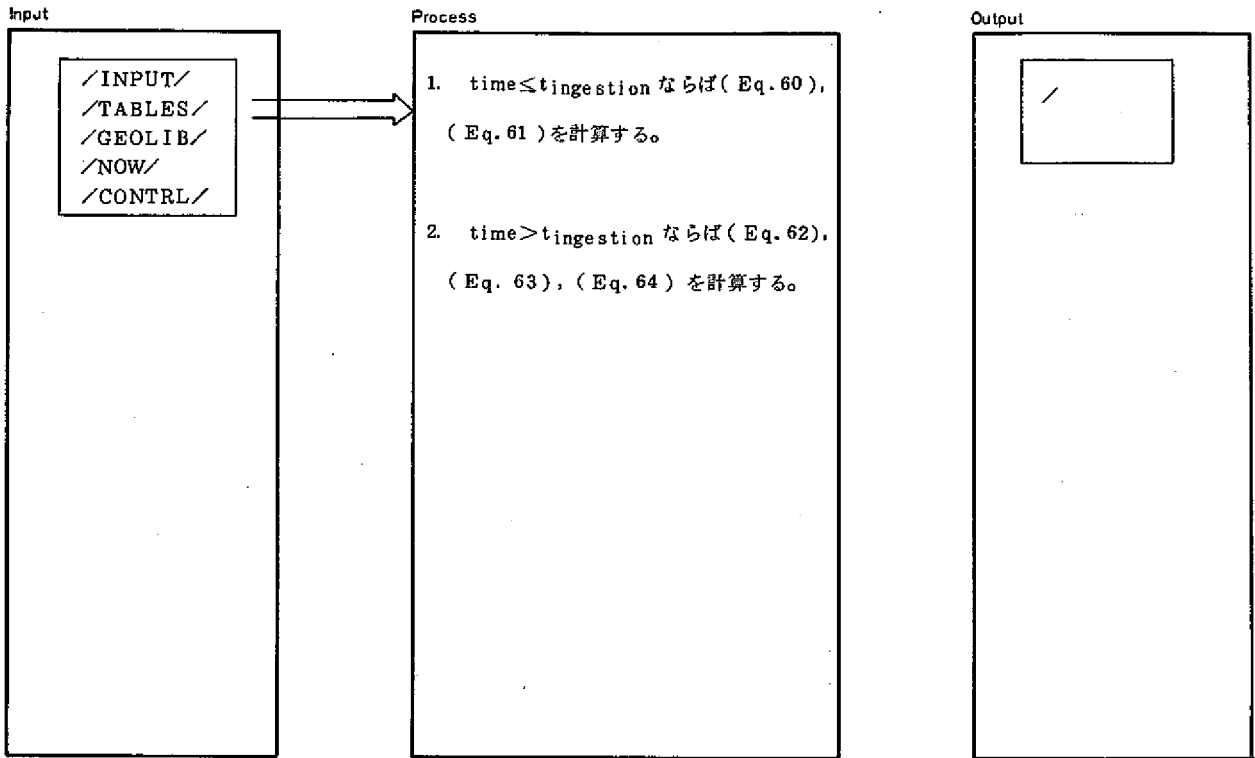 Input
/INPUT/
/TABLES/
/GEOLIB/
/NOW/
/CONTRL/
Process
1. time≦tingestion ならば( Eq.60 ),
( Eq.61 )を計算する。
2. time>tingestion ならば( Eq.62),
( Eq. 63), ( Eq.64 ) を計算する。
Output
/